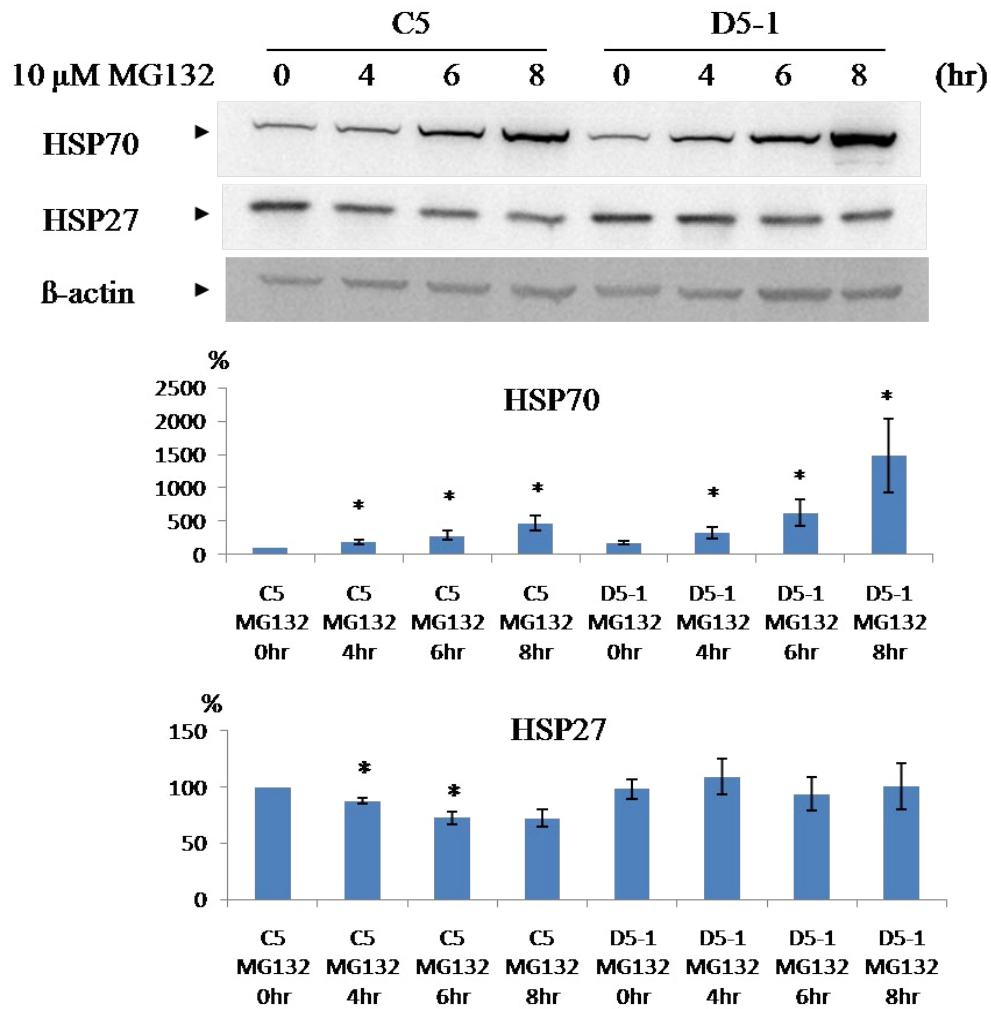 C5 D5-1
10 µM MG132 0 4 6 8 0 4 6 8 (hr)
HSP70
HSP27
ß-actin
%
HSP70
2500
2000
1500
1000
500
0
* * * * * *
C5 C5 C5 C5 D5-1 D5-1 D5-1 D5-1
MG132 MG132 MG132 MG132 MG132 MG132 MG132 MG132
0hr 4hr 6hr 8hr 0hr 4hr 6hr 8hr
%
HSP27
150
100
50
0
* *
C5 C5 C5 C5 D5-1 D5-1 D5-1 D5-1
MG132 MG132 MG132 MG132 MG132 MG132 MG132 MG132
0hr 4hr 6hr 8hr 0hr 4hr 6hr 8hr